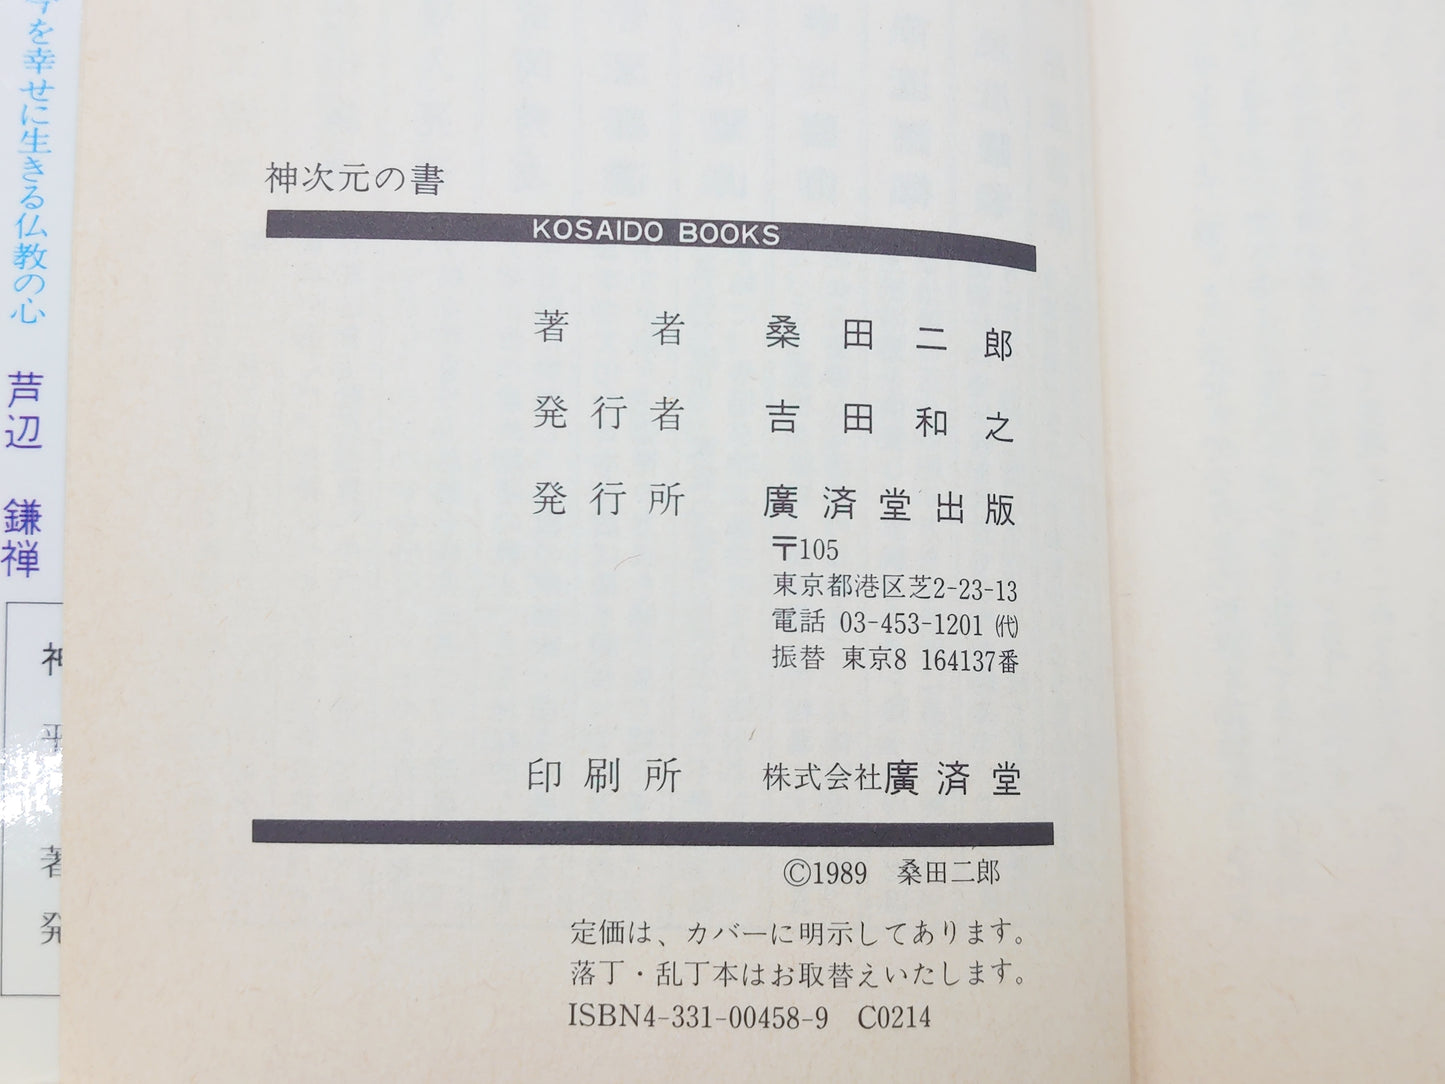 神次元の書
KOSAIDO BOOKS
著者 桑田二郎
発行者 吉田和之
発行所 廣済堂出版
〒105
東京都港区芝2-23-13
電話 03-453-1201 ㈹
振替 東京8 164137番
印刷所 株式会社廣済堂
©1989 桑田二郎
定価は、カバーに明示してあります。
落丁・乱丁本はお取替えいたします。
ISBN4-331-00458-9 C0214
を幸せに生きる仏教の心
芦辺 鎌禅
著
発